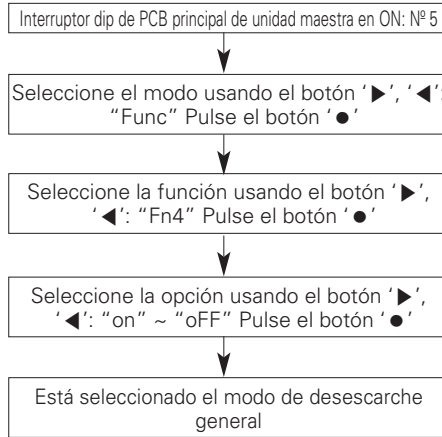 Interruptor dip de PCB principal de unidad maestra en ON: Nº 5
Seleccione el modo usando el botón ‘▶’, ‘◀’:
“Func” Pulse el botón ‘●’
Seleccione la función usando el botón ‘▶’,
‘◀’: “Fn4” Pulse el botón ‘●’
Seleccione la opción usando el botón ‘▶’,
‘◀’: “on” ~ “oFF” Pulse el botón ‘●’
Está seleccionado el modo de desescarche
general